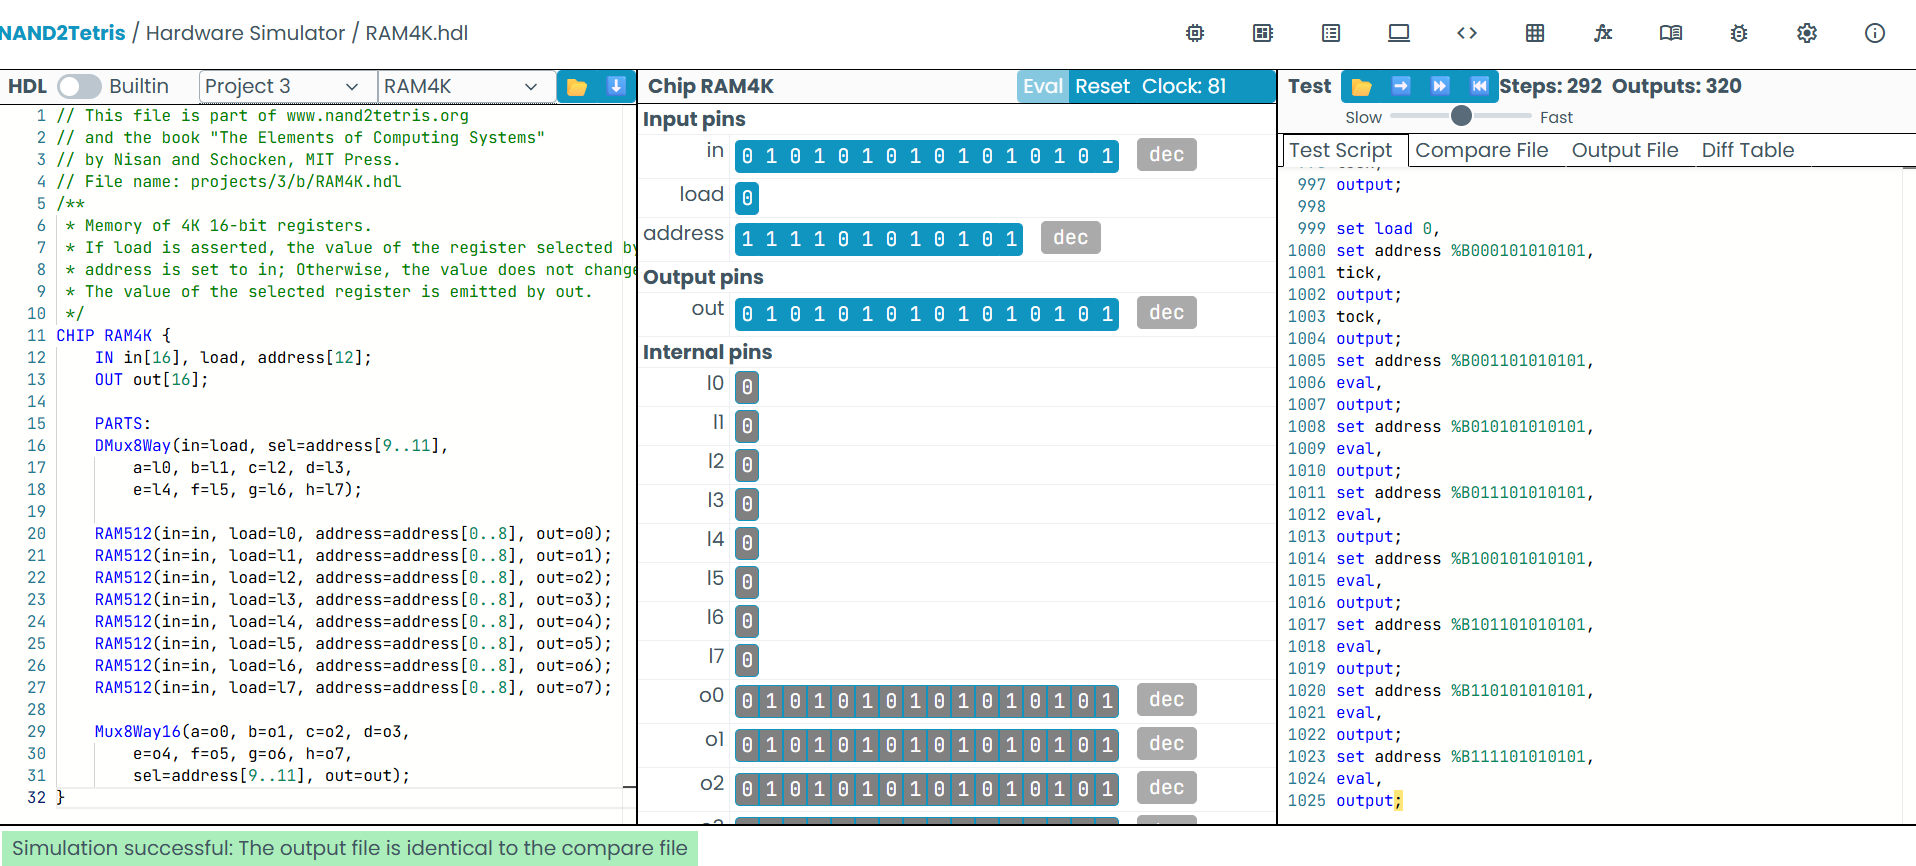 NAND2Tetris / Hardware Simulator / RAM4K.hdl
HDL Builtin Project 3 RAM4K
1 // This file is part of www.nand2tetris.org
2 // and the book "The Elements of Computing Systems"
3 // by Nisan and Schocken, MIT Press.
4 // File name: projects/3/b/RAM4K.hdl
5 /**
6 * Memory of 4K 16-bit registers.
7 * If load is asserted, the value of the register selected by
8 * address is set to in; Otherwise, the value does not change
9 * The value of the selected register is emitted by out.
10 */
11 CHIP RAM4K {
12 IN in[16], load, address[12];
13 OUT out[16];
14
15 PARTS:
16 DMux8Way(in=load, sel=address[9..11],
17 a=l0, b=l1, c=l2, d=l3,
18 e=l4, f=l5, g=l6, h=l7);
19
20 RAM512(in=in, load=l0, address=address[0..8], out=o0);
21 RAM512(in=in, load=l1, address=address[0..8], out=o1);
22 RAM512(in=in, load=l2, address=address[0..8], out=o2);
23 RAM512(in=in, load=l3, address=address[0..8], out=o3);
24 RAM512(in=in, load=l4, address=address[0..8], out=o4);
25 RAM512(in=in, load=l5, address=address[0..8], out=o5);
26 RAM512(in=in, load=l6, address=address[0..8], out=o6);
27 RAM512(in=in, load=l7, address=address[0..8], out=o7);
28
29 Mux8Way16(a=o0, b=o1, c=o2, d=o3,
30 e=o4, f=o5, g=o6, h=o7,
31 sel=address[9..11], out=out);
32 }
Chip RAM4K Eval Reset Clock: 81
Input pins
in 0 1 0 1 0 1 0 1 0 1 0 1 0 1 0 1 dec
load 0
address 1 1 1 1 0 1 0 1 0 1 0 1 dec
Output pins
out 0 1 0 1 0 1 0 1 0 1 0 1 0 1 0 1 dec
Internal pins
l0 0
l1 0
l2 0
l3 0
l4 0
l5 0
l6 0
l7 0
o0 0 1 0 1 0 1 0 1 0 1 0 1 0 1 0 1 dec
o1 0 1 0 1 0 1 0 1 0 1 0 1 0 1 0 1 dec
o2 0 1 0 1 0 1 0 1 0 1 0 1 0 1 0 1 dec
Test Steps: 292 Outputs: 320
Slow Fast
Test Script Compare File Output File Diff Table
997 output;
998
999 set load 0,
1000 set address %B000101010101,
1001 tick,
1002 output;
1003 tock,
1004 output;
1005 set address %B001101010101,
1006 eval,
1007 output;
1008 set address %B010101010101,
1009 eval,
1010 output;
1011 set address %B011101010101,
1012 eval,
1013 output;
1014 set address %B100101010101,
1015 eval,
1016 output;
1017 set address %B101101010101,
1018 eval,
1019 output;
1020 set address %B110101010101,
1021 eval,
1022 output;
1023 set address %B111101010101,
1024 eval,
1025 output;
Simulation successful: The output file is identical to the compare file